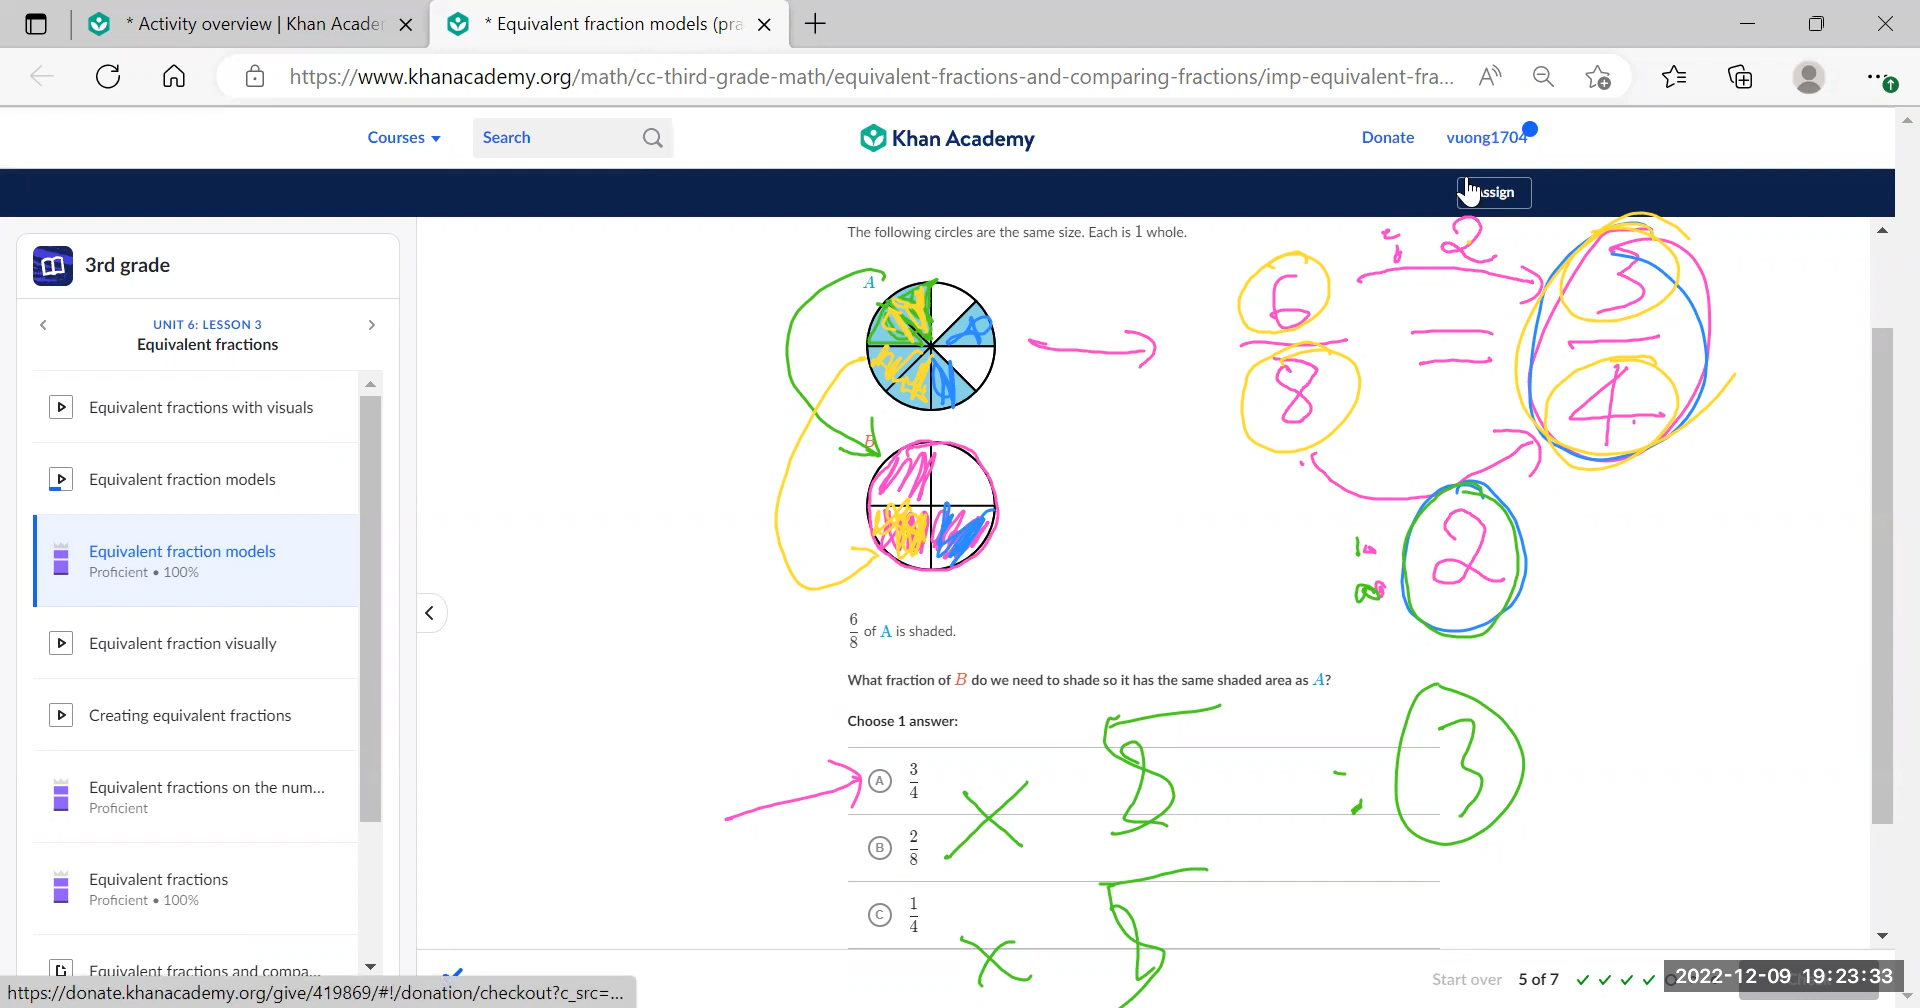 * Activity overview | Khan Acade
* Equivalent fraction models (pra
https://www.khanacademy.org/math/cc-third-grade-math/equivalent-fractions-and-comparing-fractions/imp-equivalent-fra...
Courses
Search
Khan Academy
Donate
vuong1704
ssign
3rd grade
UNIT 6: LESSON 3
Equivalent fractions
Equivalent fractions with visuals
Equivalent fraction models
Equivalent fraction models
Proficient • 100%
Equivalent fraction visually
Creating equivalent fractions
Equivalent fractions on the num...
Proficient
Equivalent fractions
Proficient • 100%
Equivalent fractions and compa...
The following circles are the same size. Each is 1 whole.
A
B
6/8 = 3/4
: 2
: 2
6/8 of A is shaded.
What fraction of B do we need to shade so it has the same shaded area as A?
Choose 1 answer:
A 3/4
B 2/8
C 1/4
x
: 3
x
Start over
5 of 7
2022-12-09 19:23:33
https://donate.khanacademy.org/give/419869/#!/donation/checkout?c_src=...